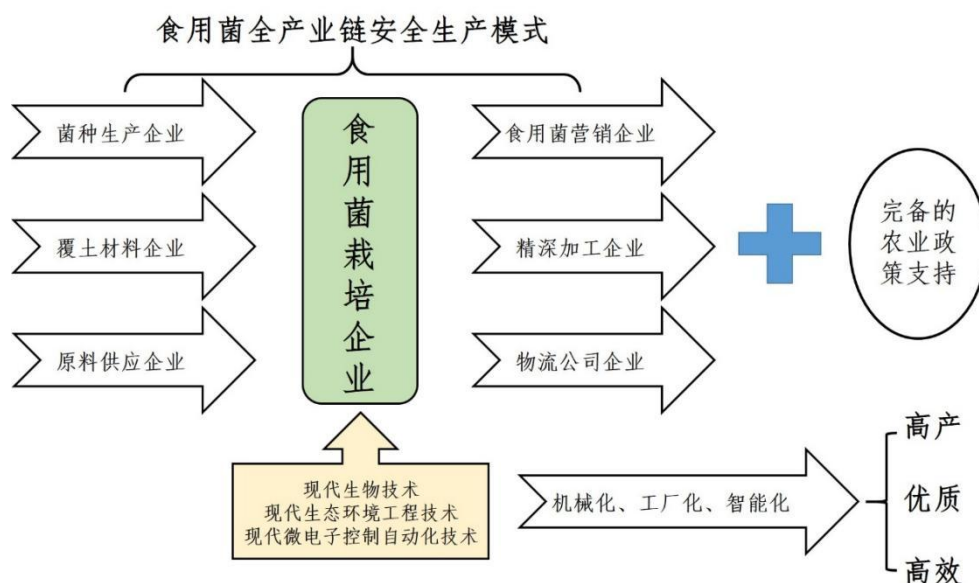 食用菌全产业链安全生产模式
菌种生产企业
覆土材料企业
原料供应企业
食用菌栽培企业
食用菌营销企业
精深加工企业
物流公司企业
完备的
农业政
策支持
现代生物技术
现代生态环境工程技术
现代微电子控制自动化技术
机械化、工厂化、智能化
高产
优质
高效